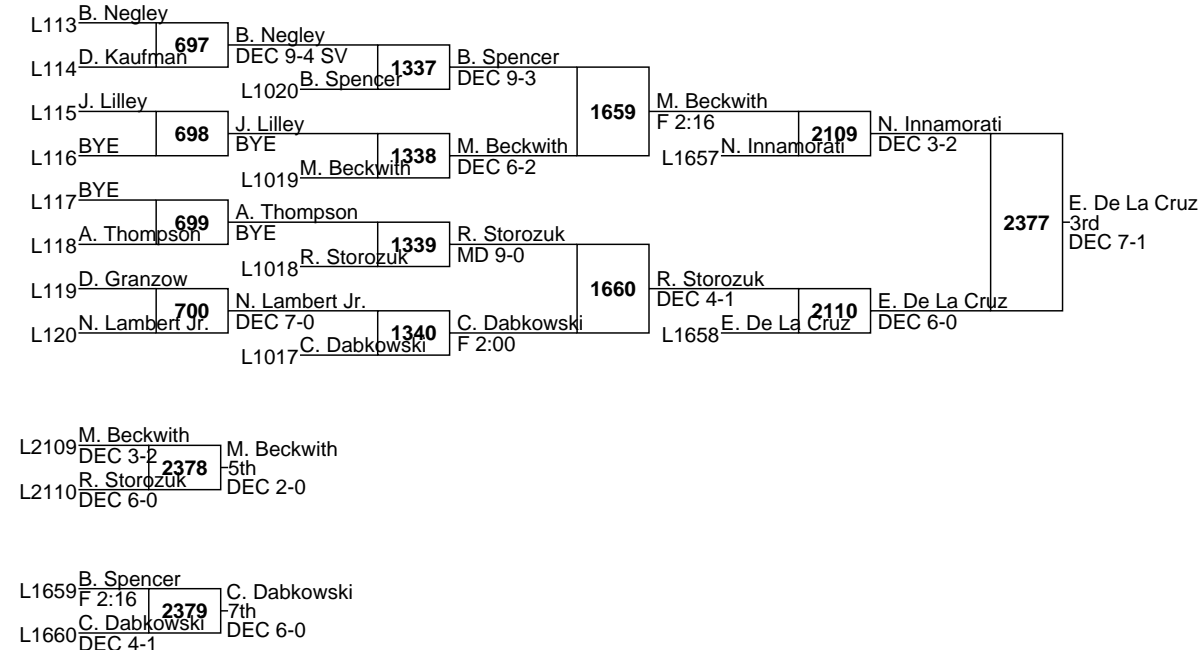 B. Negley
L113
697
D. Kaufman
L114
B. Negley
DEC 9-4 SV
B. Spencer
L1020
1337
J. Lilley
L115
698
BYE
L116
J. Lilley
BYE
M. Beckwith
L1019
1338
B. Spencer
DEC 9-3
M. Beckwith
DEC 6-2
1659
BYE
L117
699
A. Thompson
L118
A. Thompson
BYE
R. Storozuk
L1018
1339
D. Granzow
L119
700
N. Lambert Jr.
L120
N. Lambert Jr.
DEC 7-0
C. Dabkowski
L1017
1340
R. Storozuk
MD 9-0
C. Dabkowski
F 2:00
1660
M. Beckwith
F 2:16
N. Innamorati
L1657
2109
R. Storozuk
DEC 4-1
E. De La Cruz
L1658
2110
N. Innamorati
DEC 3-2
E. De La Cruz
DEC 6-0
2377
E. De La Cruz
3rd
DEC 7-1
M. Beckwith
L2109
DEC 3-2
2378
R. Storozuk
L2110
DEC 6-0
M. Beckwith
5th
DEC 2-0
B. Spencer
L1659
F 2:16
2379
C. Dabkowski
L1660
DEC 4-1
C. Dabkowski
7th
DEC 6-0